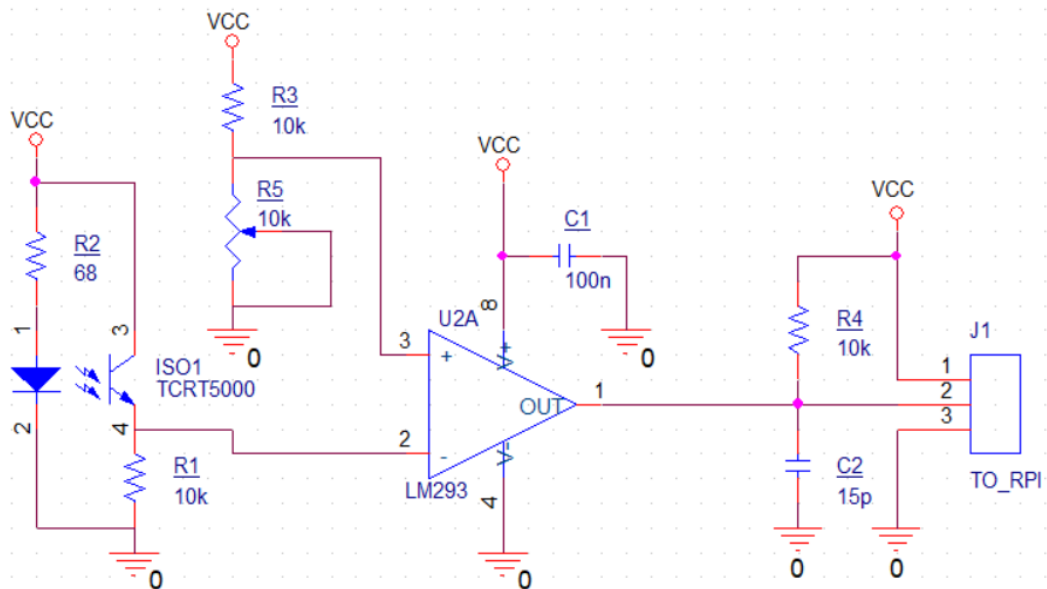 VCC
R3
10k
VCC
R5
10k
R2
68
1
3
ISO1
TCRT5000
2
4
R1
10k
0
0
VCC
C1
100n
0
8
U2A
3
+
V+
OUT
1
2
-
V-
LM293
4
0
VCC
R4
10k
J1
1
2
3
C2
15p
TO_RPI
0
0